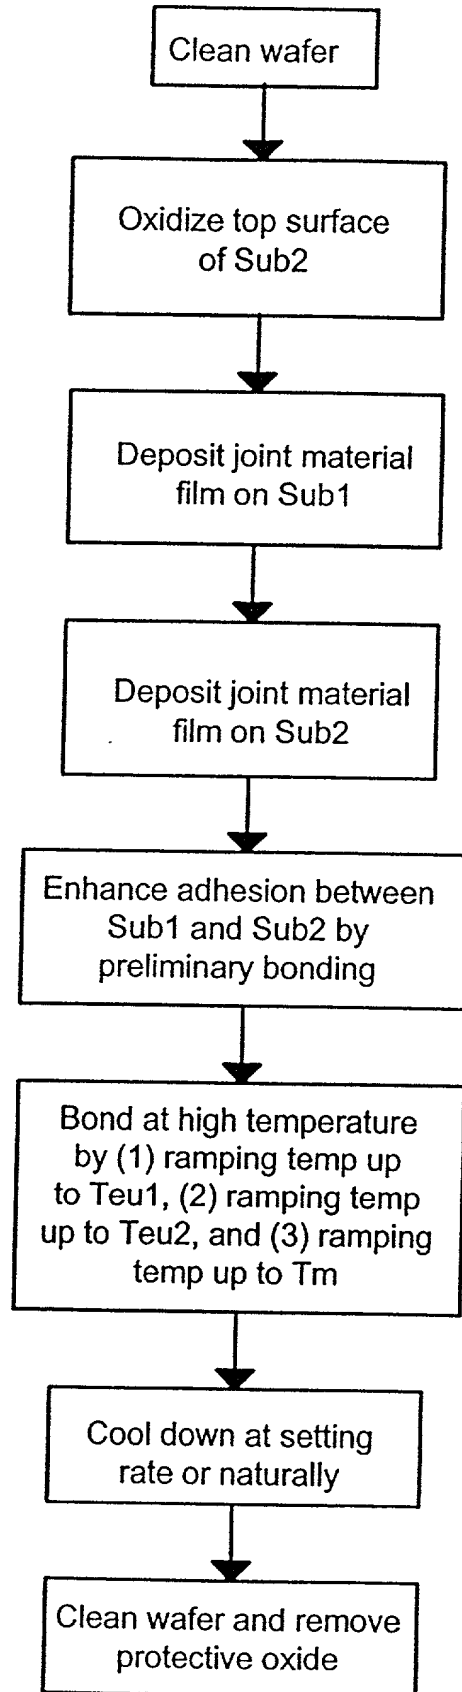 Clean wafer
Oxidize top surface
of Sub2
Deposit joint material
film on Sub1
Deposit joint material
film on Sub2
Enhance adhesion between
Sub1 and Sub2 by
preliminary bonding
Bond at high temperature
by (1) ramping temp up
to Teu1, (2) ramping temp
up to Teu2, and (3) ramping
temp up to Tm
Cool down at setting
rate or naturally
Clean wafer and remove
protective oxide